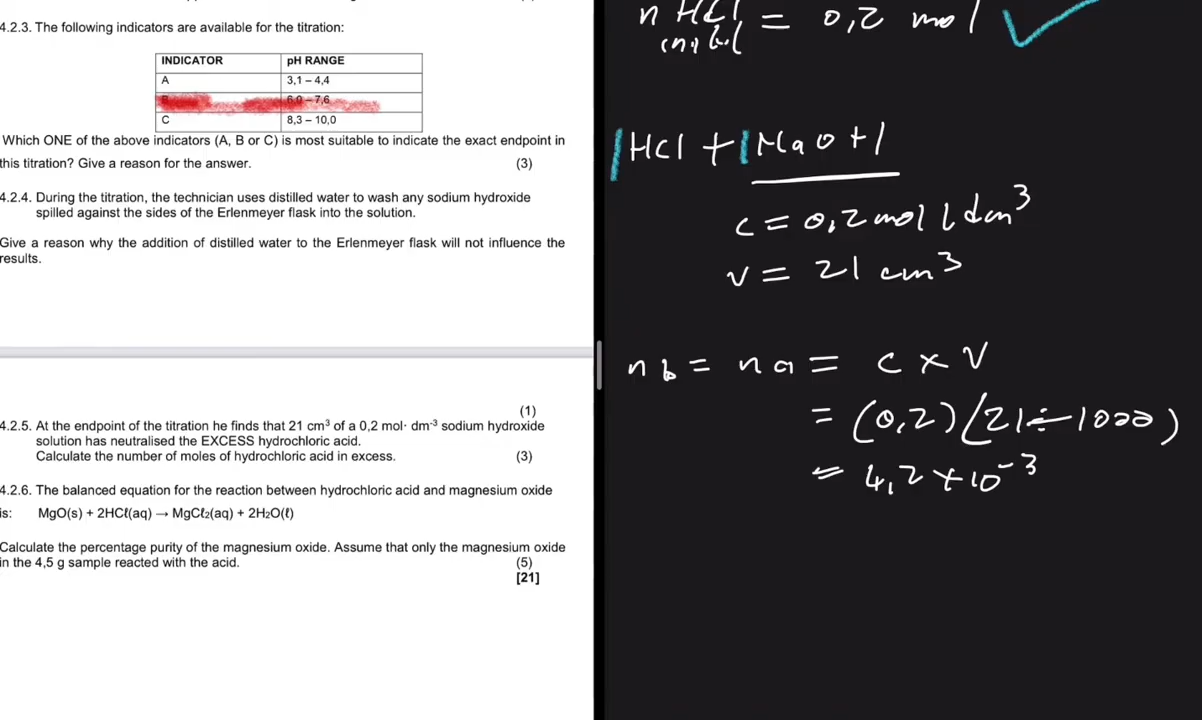 4.2.3. The following indicators are available for the titration:
INDICATOR pH RANGE
A 3,1 – 4,4
B 6,0 – 7,6
C 8,3 – 10,0
Which ONE of the above indicators (A, B or C) is most suitable to indicate the exact endpoint in
this titration? Give a reason for the answer. (3)
4.2.4. During the titration, the technician uses distilled water to wash any sodium hydroxide
spilled against the sides of the Erlenmeyer flask into the solution.
Give a reason why the addition of distilled water to the Erlenmeyer flask will not influence the
results.
(1)
4.2.5. At the endpoint of the titration he finds that 21 cm³ of a 0,2 mol· dm⁻³ sodium hydroxide
solution has neutralised the EXCESS hydrochloric acid.
Calculate the number of moles of hydrochloric acid in excess. (3)
4.2.6. The balanced equation for the reaction between hydrochloric acid and magnesium oxide
is: MgO(s) + 2HCℓ(aq) → MgCℓ₂(aq) + 2H₂O(ℓ)
Calculate the percentage purity of the magnesium oxide. Assume that only the magnesium oxide
in the 4,5 g sample reacted with the acid. (5)
[21]
n HCl = 0,2 mol
1HCl + 1NaOH
c = 0,2 mol/dm³
v = 21 cm³
nb = na = c × V
= (0,2)(21÷1000)
= 4,2×10⁻³